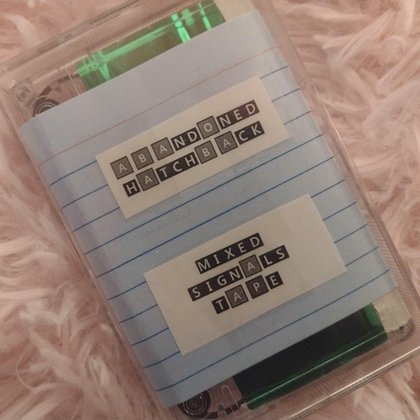 ABANDONED
HATCHBACK
MIXED
SIGNALS
TAPE